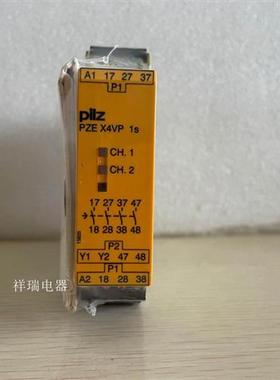 A1 17 27 37
P1
pilz
PZE X4VP 1s
CH. 1
CH. 2
17 27 37 47
18 28 38 48
P2
Y1 Y2 47 48
P1
A2 18 28 38
祥瑞电器